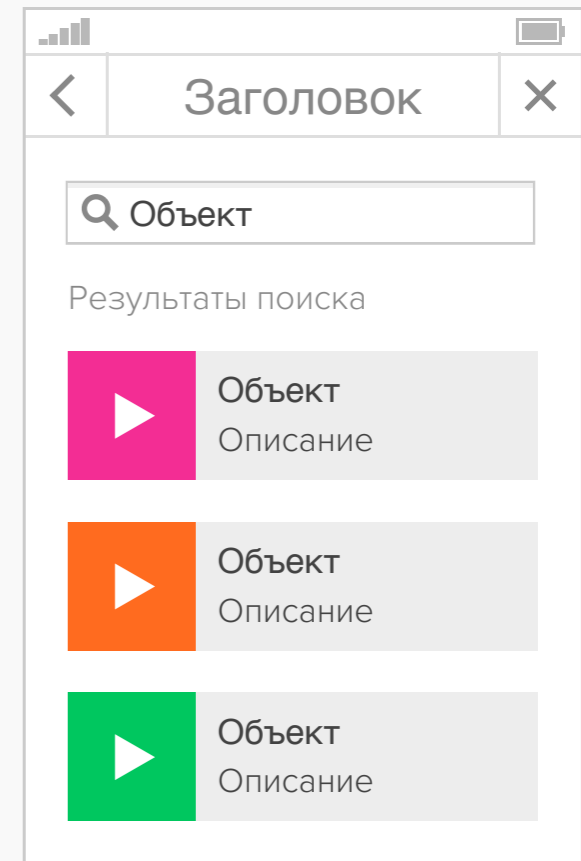 Заголовок
Объект
Результаты поиска
Объект
Описание
Объект
Описание
Объект
Описание